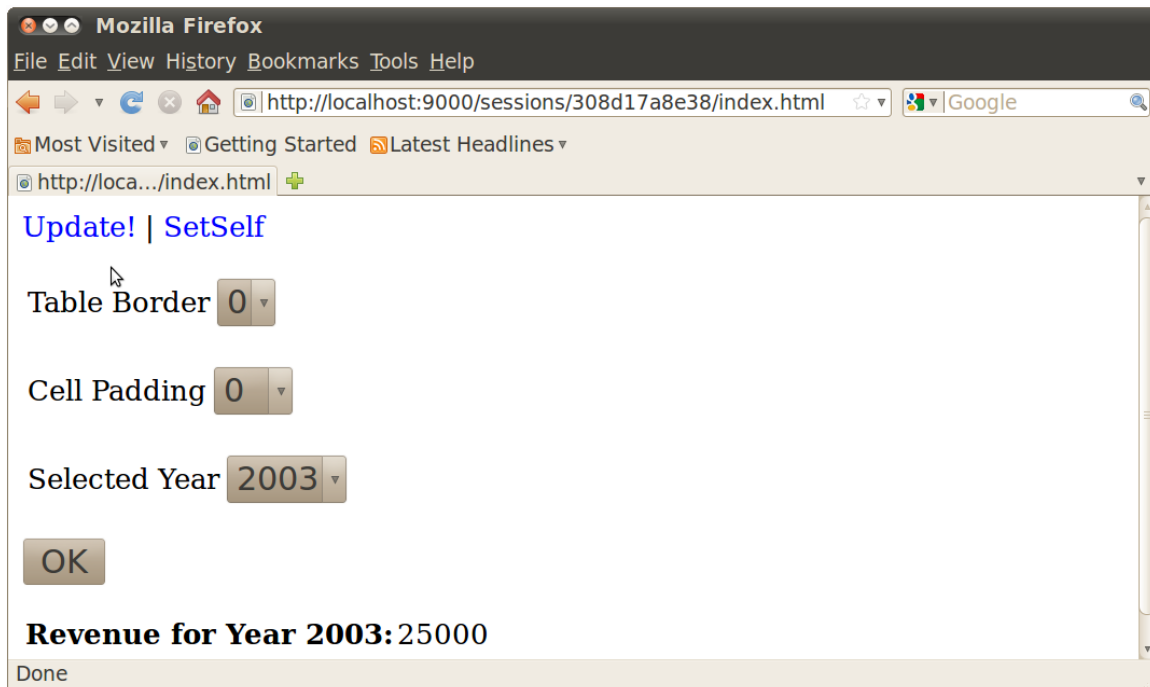 Mozilla Firefox
File Edit View History Bookmarks Tools Help
http://localhost:9000/sessions/308d17a8e38/index.html Google
Most Visited Getting Started Latest Headlines
http://loca.../index.html
Update! | SetSelf
Table Border 0
Cell Padding 0
Selected Year 2003
OK
Revenue for Year 2003: 25000
Done